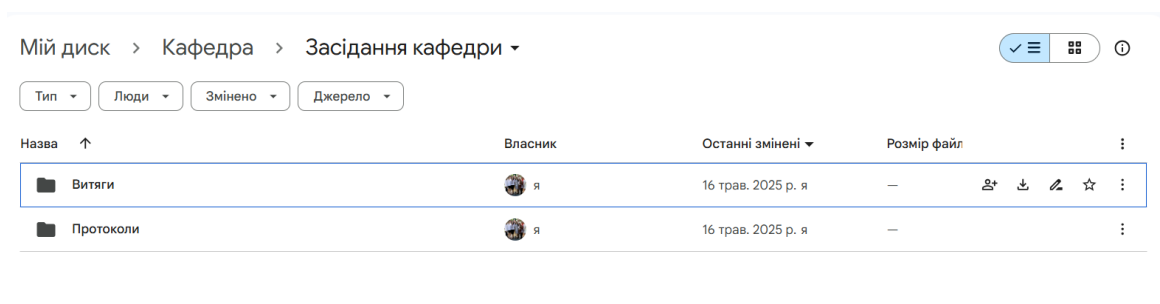 Мій диск > Кафедра > Засідання кафедри
Тип Люди Змінено Джерело
Назва Власник Останні змінені Розмір файл
Витяги я 16 трав. 2025 р. я —
Протоколи я 16 трав. 2025 р. я —